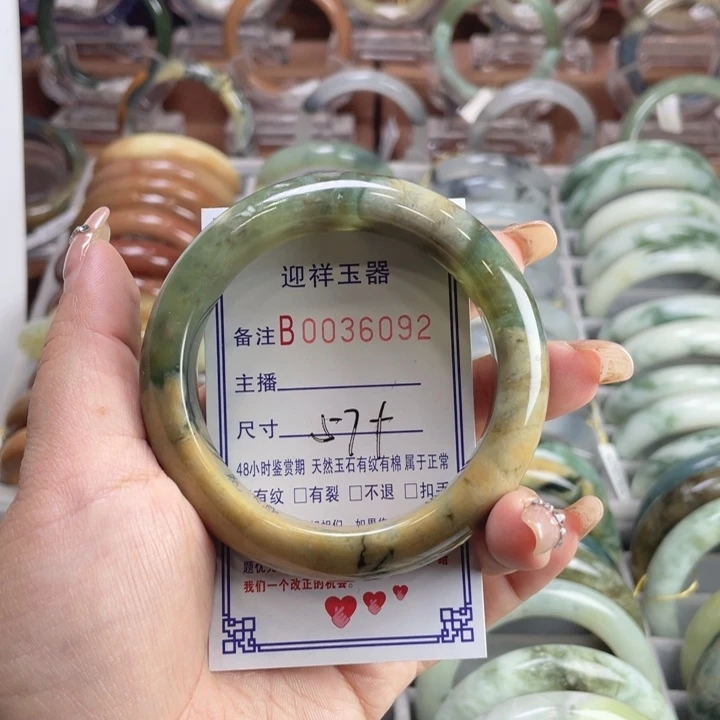 迎祥玉器
备注B0036092
主播
尺寸 57+
48小时鉴赏期 天然玉石有纹有棉 属于正常
有纹 □有裂 □不退 □扣手
我们一个改正的机会。